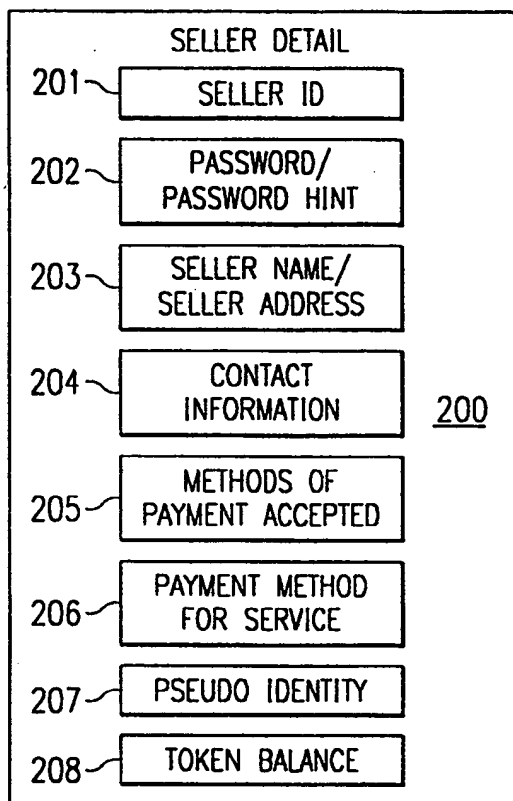 SELLER DETAIL
201
SELLER ID
202
PASSWORD/
PASSWORD HINT
203
SELLER NAME/
SELLER ADDRESS
204
CONTACT
INFORMATION
200
205
METHODS OF
PAYMENT ACCEPTED
206
PAYMENT METHOD
FOR SERVICE
207
PSEUDO IDENTITY
208
TOKEN BALANCE